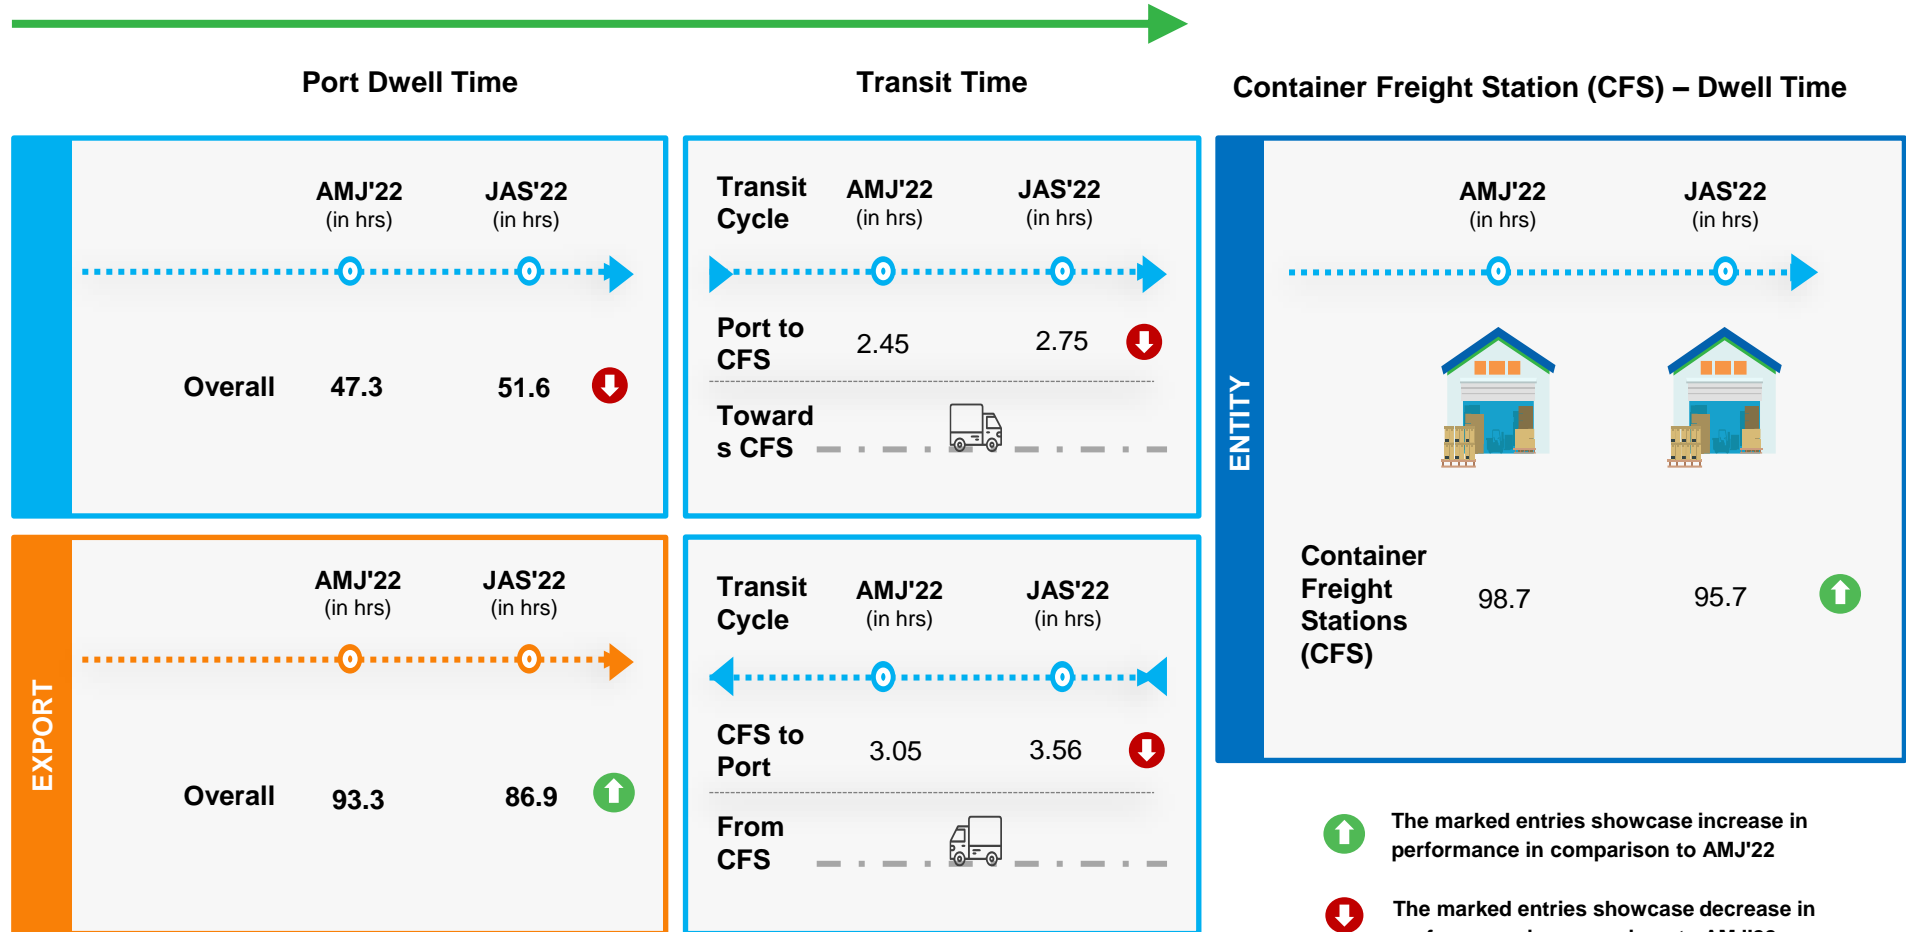 Port Dwell Time
Transit Time
Container Freight Station (CFS) – Dwell Time
AMJ'22
(in hrs)
JAS'22
(in hrs)
Overall
47.3
51.6
Transit
Cycle
AMJ'22
(in hrs)
JAS'22
(in hrs)
Port to
CFS
2.45
2.75
Toward
s CFS
ENTITY
AMJ'22
(in hrs)
JAS'22
(in hrs)
Container
Freight
Stations
(CFS)
98.7
95.7
EXPORT
AMJ'22
(in hrs)
JAS'22
(in hrs)
Overall
93.3
86.9
Transit
Cycle
AMJ'22
(in hrs)
JAS'22
(in hrs)
CFS to
Port
3.05
3.56
From
CFS
The marked entries showcase increase in
performance in comparison to AMJ'22
The marked entries showcase decrease in